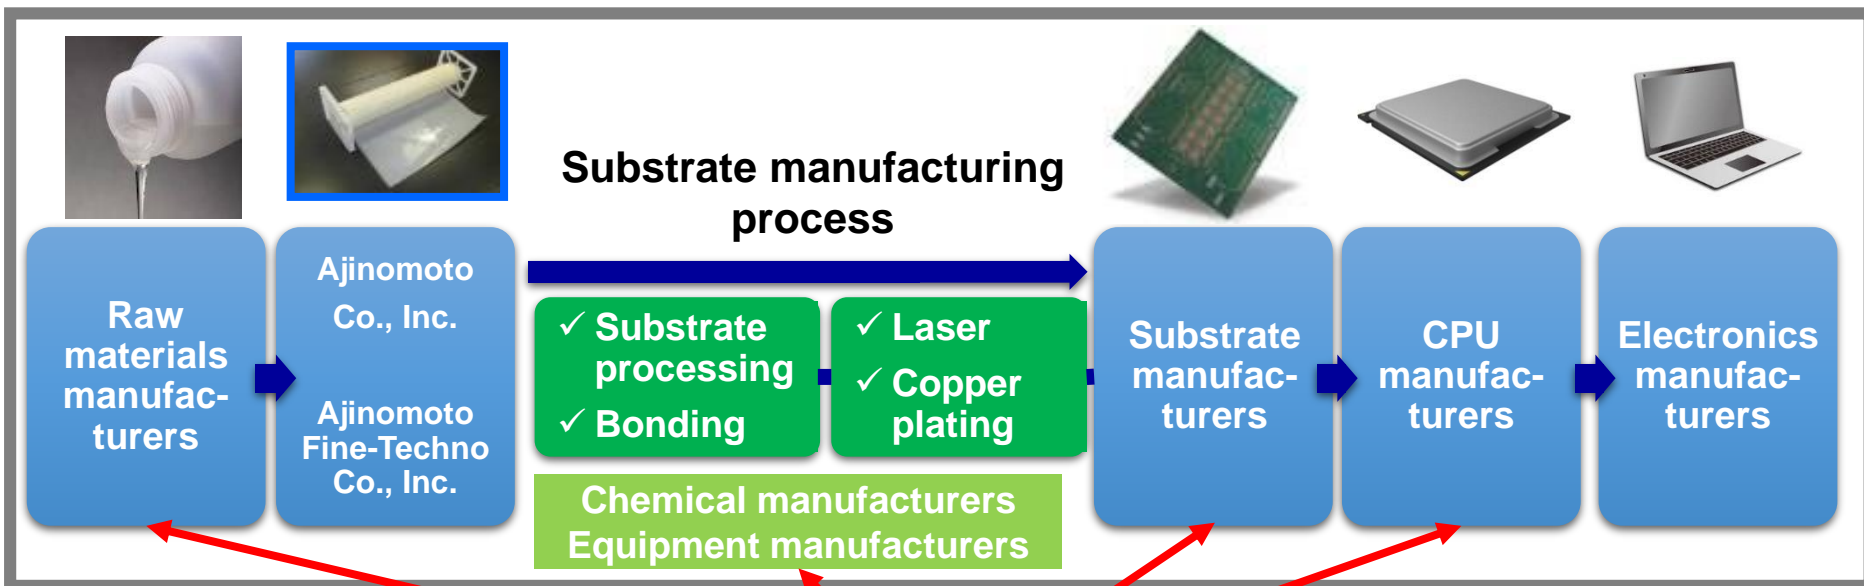 Substrate manufacturing
process
Raw
materials
manufac-
turers
Ajinomoto
Co., Inc.
Ajinomoto
Fine-Techno
Co., Inc.
✓ Substrate
processing
✓ Bonding
✓ Laser
✓ Copper
plating
Chemical manufacturers
Equipment manufacturers
Substrate
manufac-
turers
CPU
manufac-
turers
Electronics
manufac-
turers